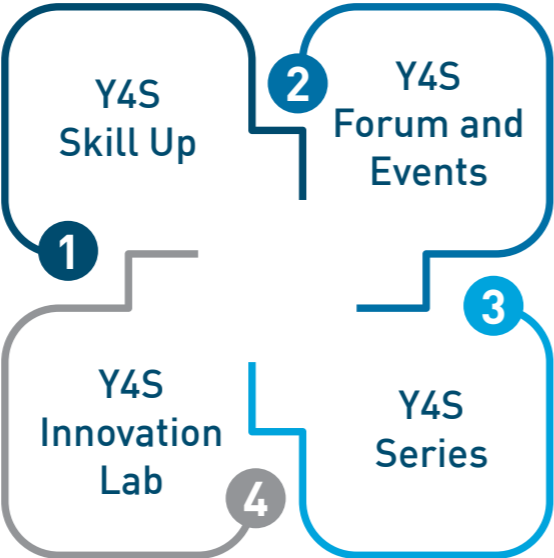 1
Y4S
Skill Up
2
Y4S
Forum and
Events
3
Y4S
Series
4
Y4S
Innovation
Lab